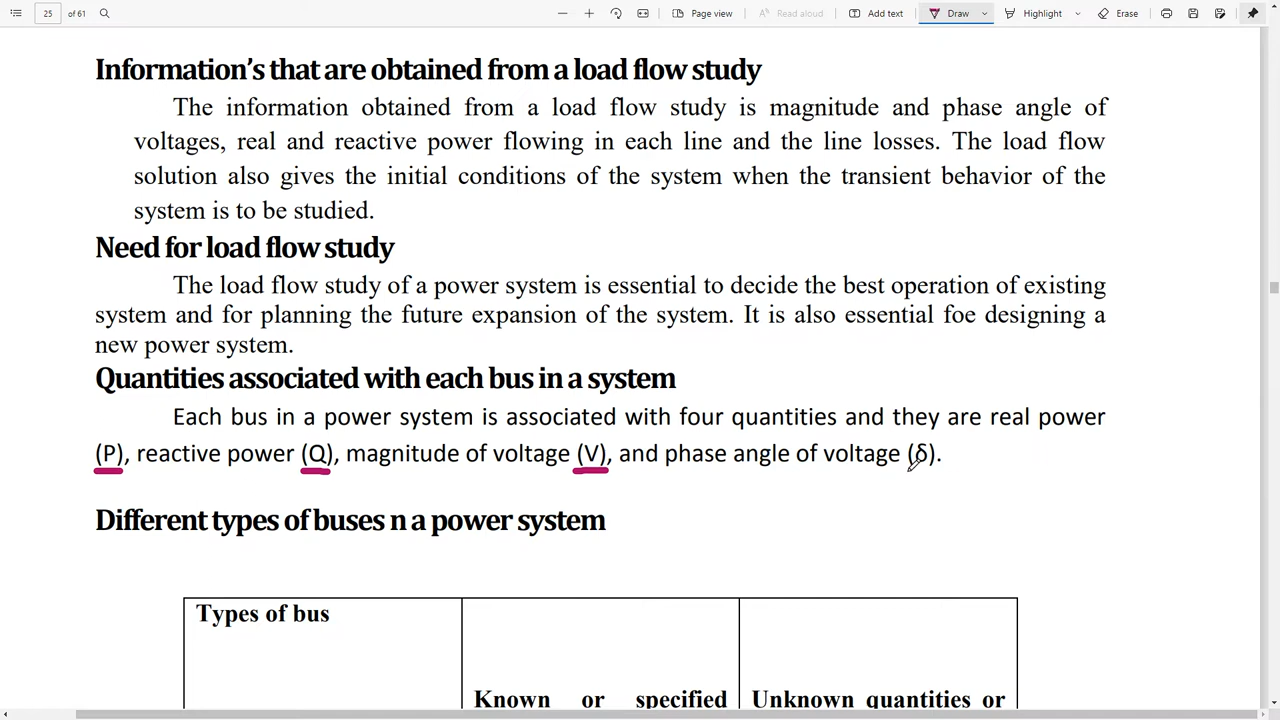 25 of 61 Page view Read aloud Add text Draw Highlight Erase
Information’s that are obtained from a load flow study
The information obtained from a load flow study is magnitude and phase angle of
voltages, real and reactive power flowing in each line and the line losses. The load flow
solution also gives the initial conditions of the system when the transient behavior of the
system is to be studied.
Need for load flow study
The load flow study of a power system is essential to decide the best operation of existing
system and for planning the future expansion of the system. It is also essential foe designing a
new power system.
Quantities associated with each bus in a system
Each bus in a power system is associated with four quantities and they are real power
(P), reactive power (Q), magnitude of voltage (V), and phase angle of voltage (δ).
Different types of buses n a power system
Types of bus
Known or specified Unknown quantities or